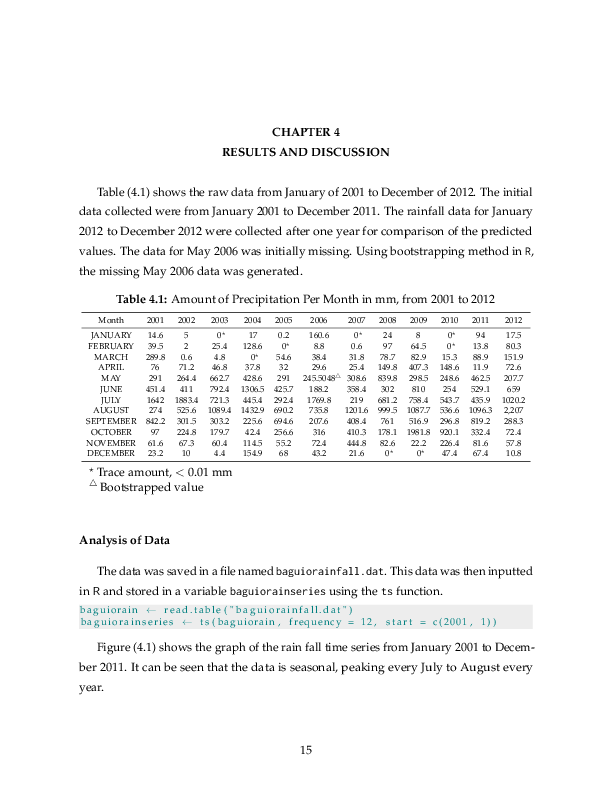 CHAPTER 4
RESULTS AND DISCUSSION
Table (4.1) shows the raw data from January of 2001 to December of 2012. The initial
data collected were from January 2001 to December 2011. The rainfall data for January
2012 to December 2012 were collected after one year for comparison of the predicted
values. The data for May 2006 was initially missing. Using bootstrapping method in R,
the missing May 2006 data was generated.
Table 4.1: Amount of Precipitation Per Month in mm, from 2001 to 2012
Month 2001 2002 2003 2004 2005 2006 2007 2008 2009 2010 2011 2012
JANUARY 14.6 5 0* 17 0.2 160.6 0* 24 8 0* 94 17.5
FEBRUARY 39.5 2 25.4 128.6 0* 8.8 0.6 97 64.5 0* 13.8 80.3
MARCH 289.8 0.6 4.8 0* 54.6 38.4 31.8 78.7 82.9 15.3 88.9 151.9
APRIL 76 71.2 46.8 37.8 32 29.6 25.4 149.8 407.3 148.6 11.9 72.6
MAY 291 264.4 662.7 428.6 291 245.5048△ 308.6 839.8 298.5 248.6 462.5 207.7
JUNE 451.4 411 792.4 1306.5 425.7 188.2 358.4 302 810 254 529.1 659
JULY 1642 1883.4 721.3 445.4 292.4 1769.8 219 681.2 758.4 543.7 435.9 1020.2
AUGUST 274 525.6 1089.4 1432.9 690.2 735.8 1201.6 999.5 1087.7 536.6 1096.3 2,207
SEPTEMBER 842.2 301.5 303.2 225.6 694.6 207.6 408.4 761 516.9 296.8 819.2 288.3
OCTOBER 97 224.8 179.7 42.4 256.6 316 410.3 178.1 1981.8 920.1 332.4 72.4
NOVEMBER 61.6 67.3 60.4 114.5 55.2 72.4 444.8 82.6 22.2 226.4 81.6 57.8
DECEMBER 23.2 10 4.4 154.9 68 43.2 21.6 0* 0* 47.4 67.4 10.8
* Trace amount, < 0.01 mm
△ Bootstrapped value
Analysis of Data
The data was saved in a file named baguiorainfall.dat. This data was then inputted
in R and stored in a variable baguiorainseries using the ts function.
baguiorain ← read.table("baguiorainfall.dat")
baguiorainseries ← ts(baguiorain, frequency = 12, start = c(2001, 1))
Figure (4.1) shows the graph of the rain fall time series from January 2001 to Decem-
ber 2011. It can be seen that the data is seasonal, peaking every July to August every
year.
15